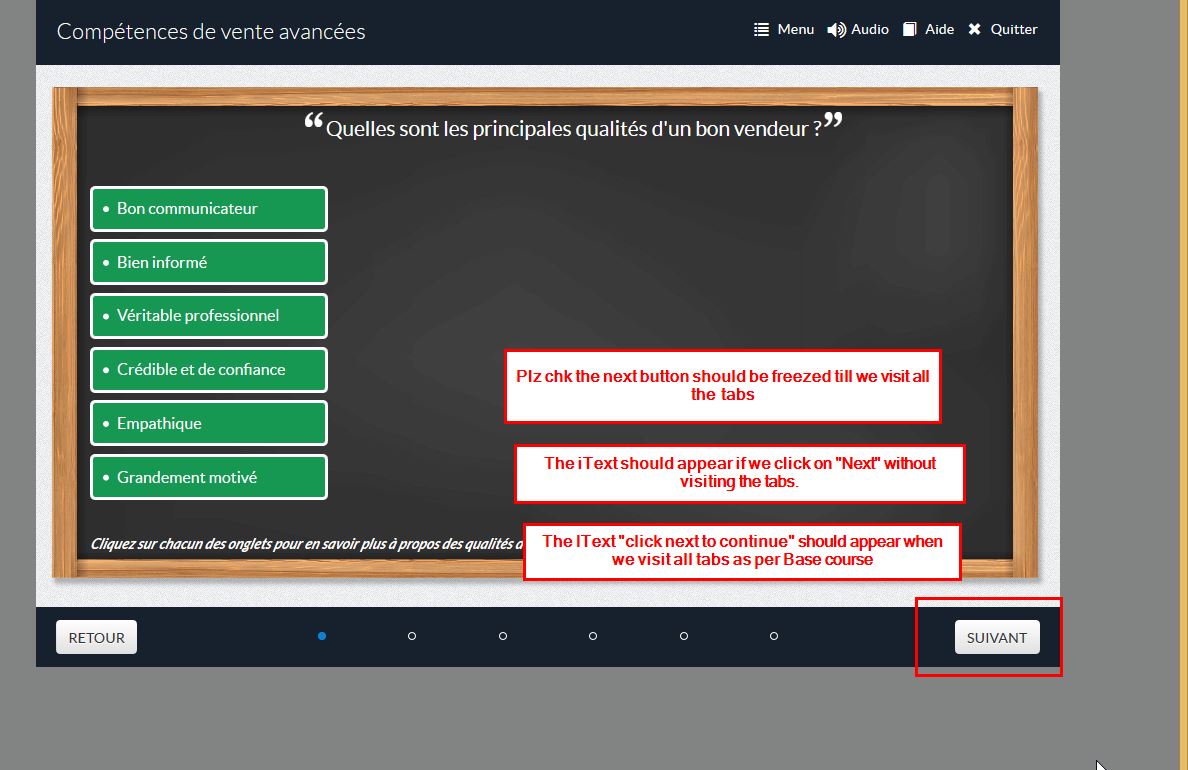 Compétences de vente avancées
Menu Audio Aide Quitter
“Quelles sont les principales qualités d'un bon vendeur ?”
• Bon communicateur
• Bien informé
• Véritable professionnel
• Crédible et de confiance
• Empathique
• Grandement motivé
Plz chk the next button should be freezed till we visit all
the tabs
The iText should appear if we click on "Next" without
visiting the tabs.
The IText "click next to continue" should appear when
we visit all tabs as per Base course
Cliquez sur chacun des onglets pour en savoir plus à propos des qualités
RETOUR
SUIVANT